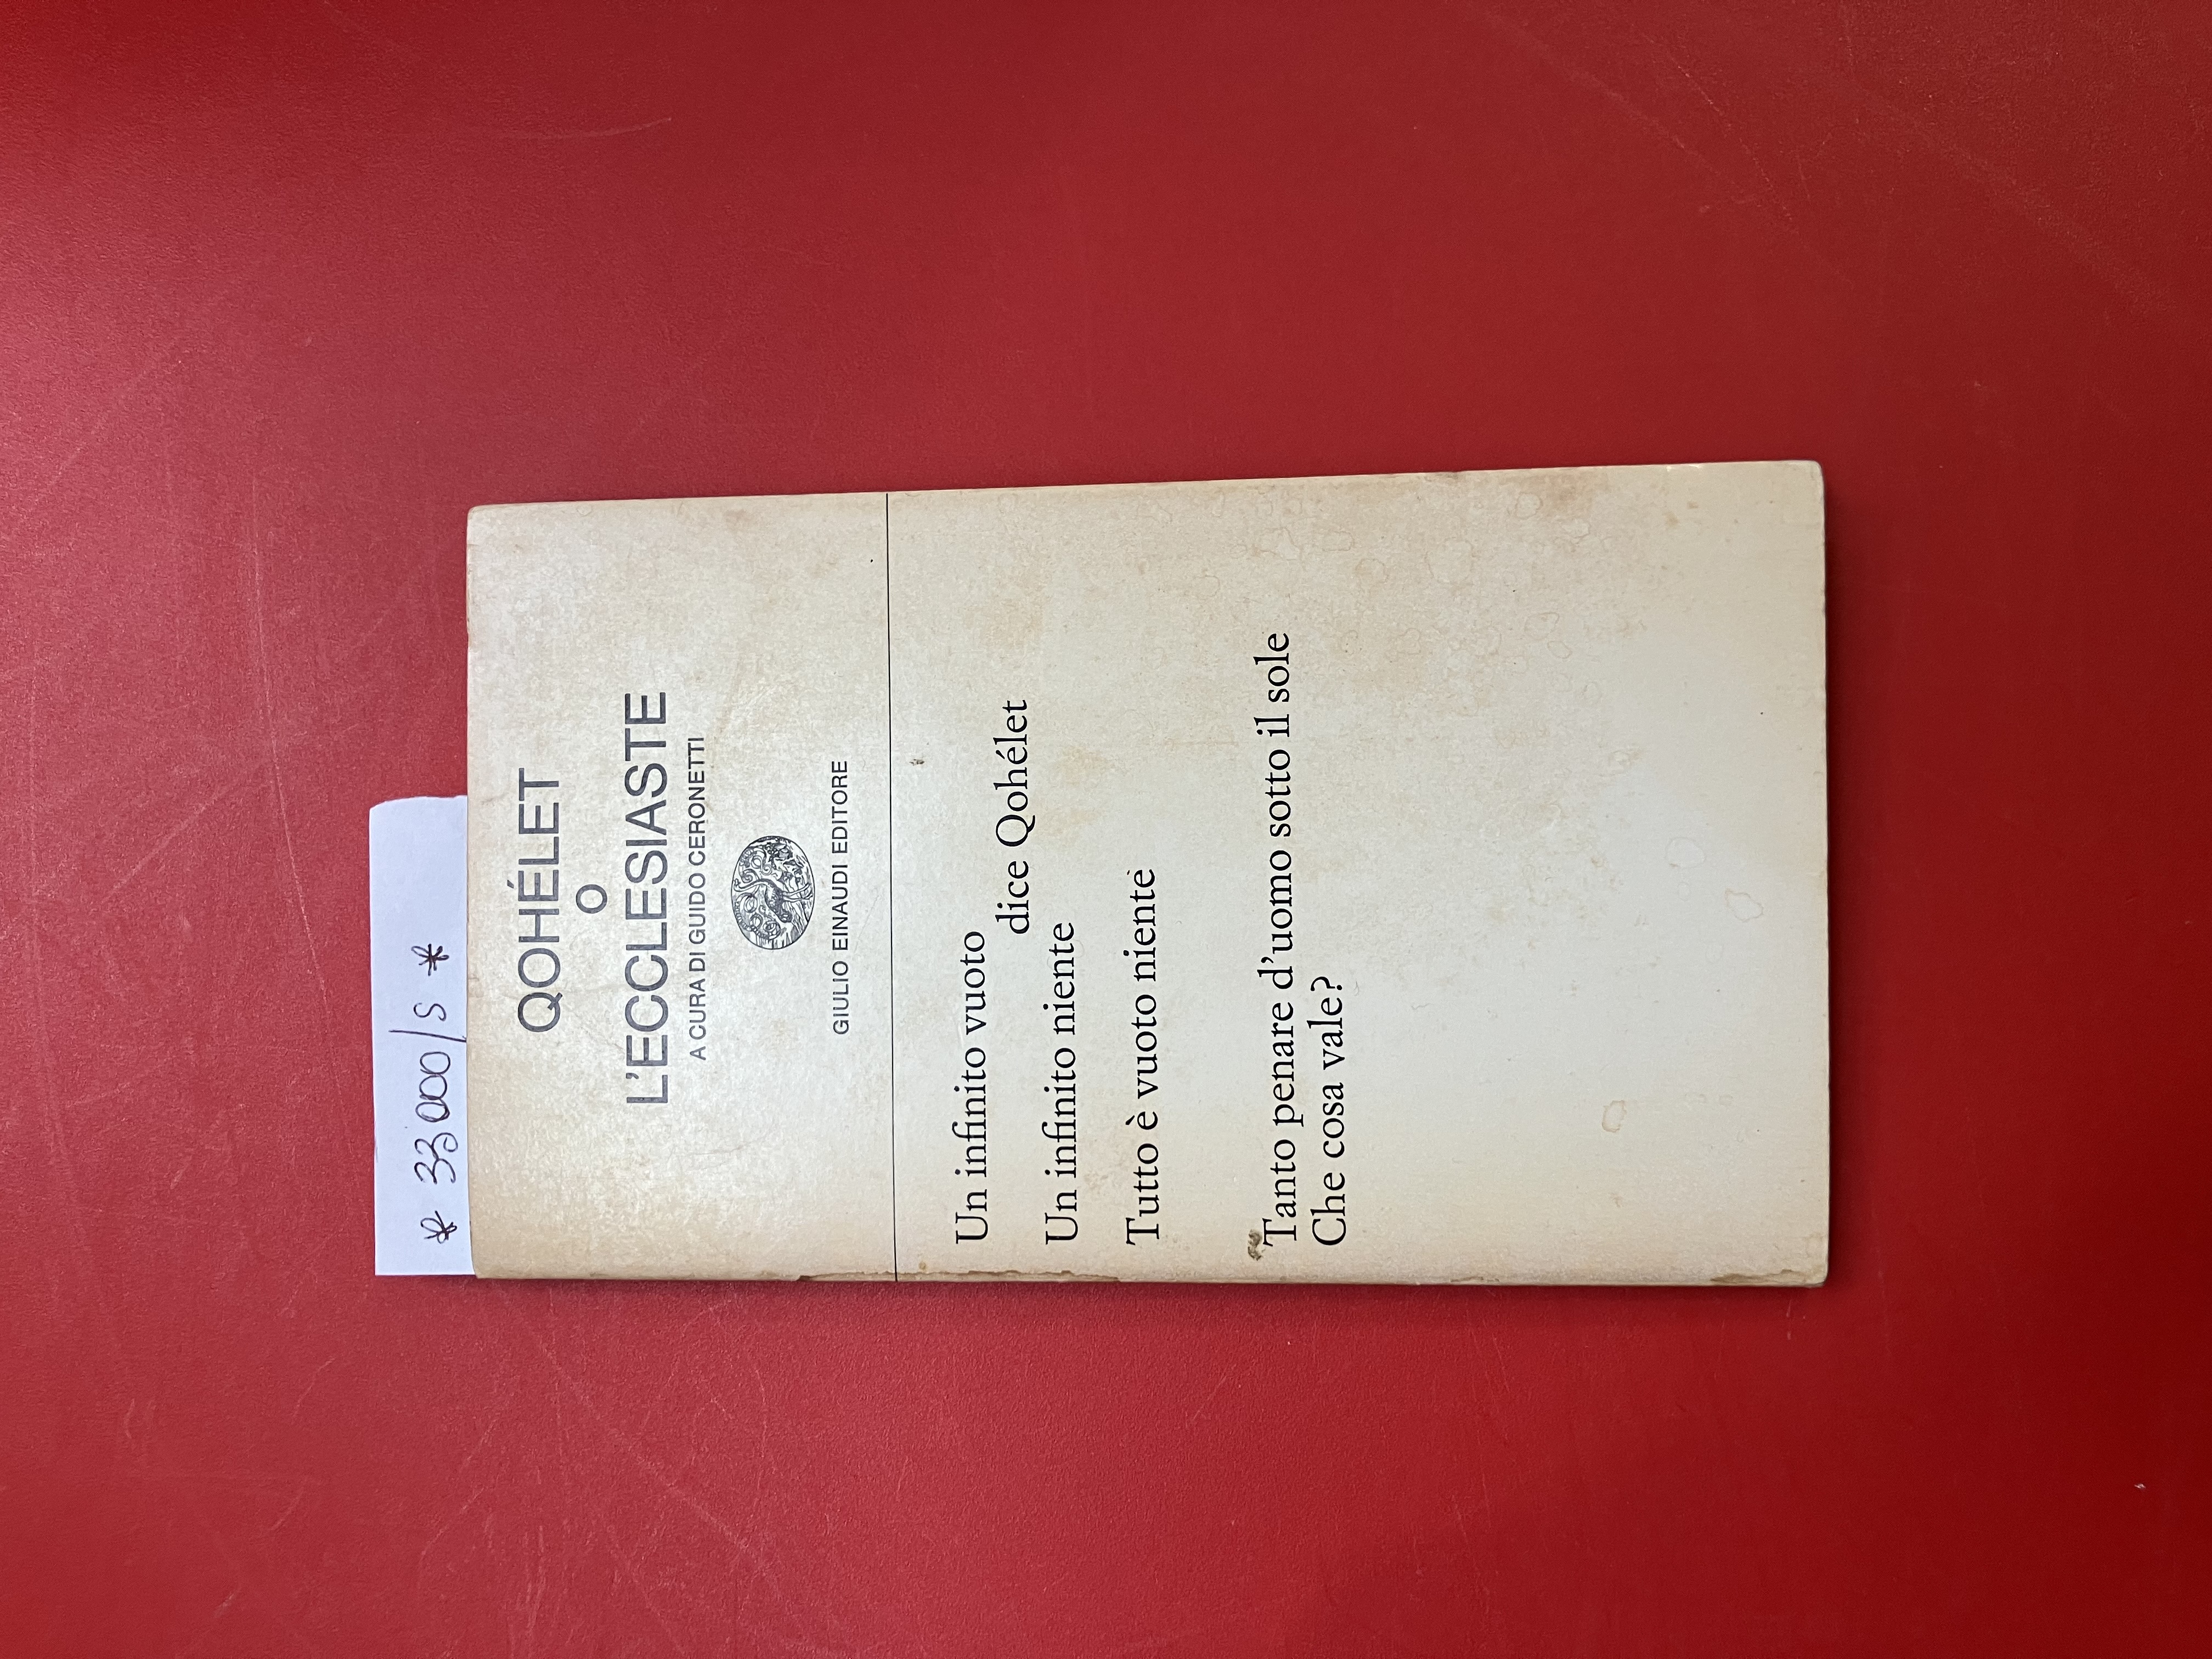 * 33000/S *
QOHÉLET
O
L'ECCLESIASTE
A CURA DI GUIDO CERONETTI
GIULIO EINAUDI EDITORE
Un infinito vuoto
dice Qohélet
Un infinito niente
Tutto è vuoto niente
Tanto penare d'uomo sotto il sole
Che cosa vale?